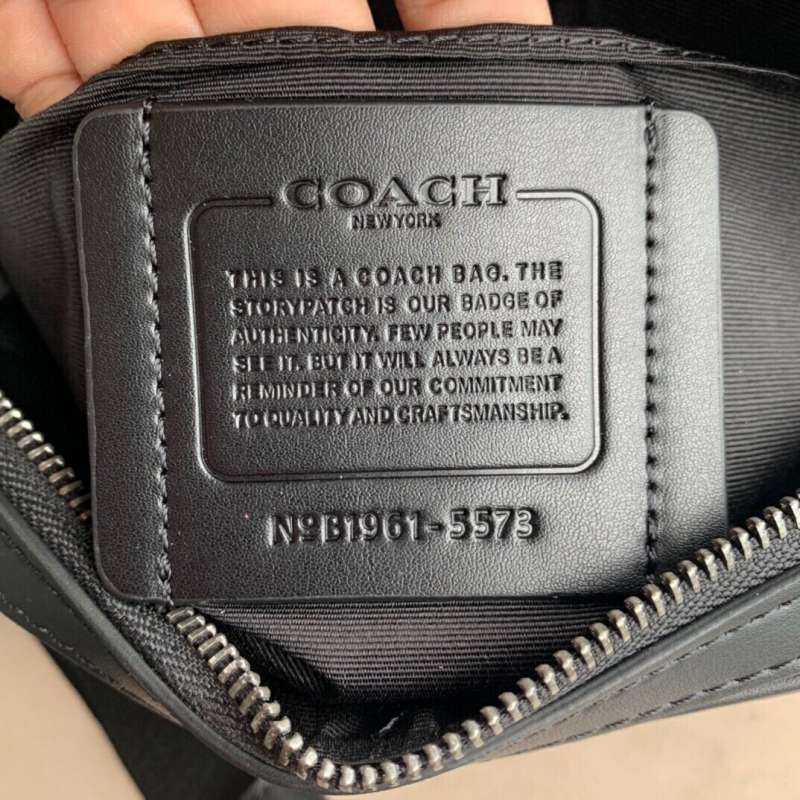 COACH
NEW YORK
THIS IS A COACH BAG. THE
STORYPATCH IS OUR BADGE OF
AUTHENTICITY. FEW PEOPLE MAY
SEE IT. BUT IT WILL ALWAYS BE A
REMINDER OF OUR COMMITMENT
TO QUALITY AND CRAFTSMANSHIP.
NoB1961-5573